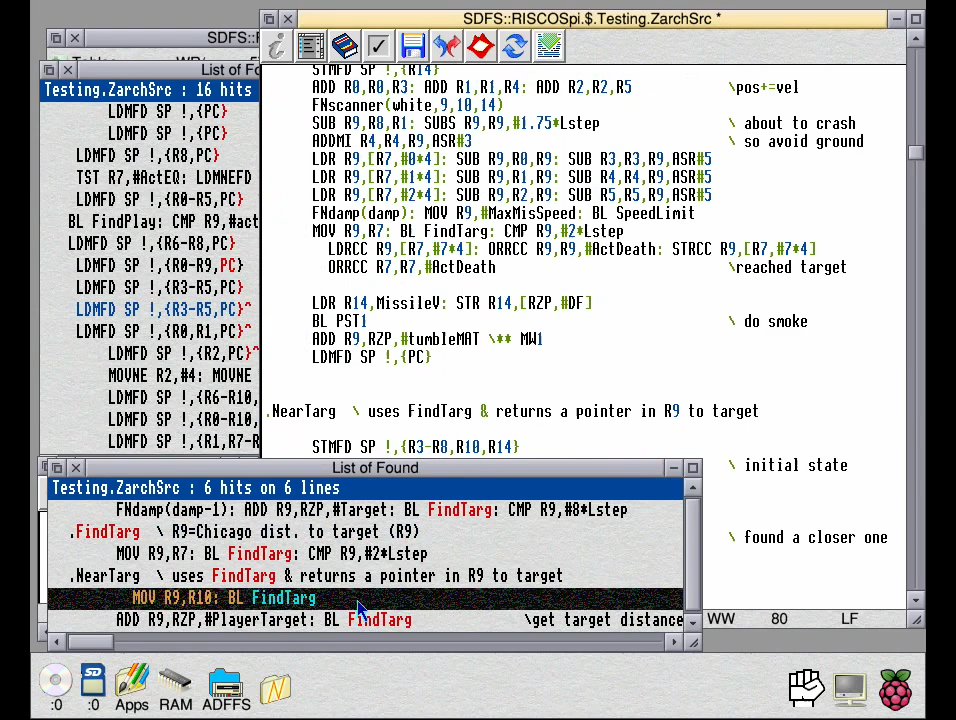 SDFS::RISCOSpi.$.Testing.ZarchSrc *
SDFS::R
List of Fo
Testing.ZarchSrc : 16 hits
LDMFD SP !,{PC}
LDMFD SP !,{PC}
LDMFD SP !,{R8,PC}
TST R7,#ActEQ: LDMNEFD
LDMFD SP !,{R0-R5,PC}
BL FindPlay: CMP R9,#act
LDMFD SP !,{R6-R8,PC}
LDMFD SP !,{R0-R9,PC}
LDMFD SP !,{R3-R5,PC}
LDMFD SP !,{R3-R5,PC}^
LDMFD SP !,{R0,R1,PC}^
LDMFD SP !,{R2,PC}^
MOVNE R2,#4: MOVNE
LDMFD SP !,{R6-R10,
LDMFD SP !,{R0-R10,
LDMFD SP !,{R1,R7-R
STMFD SP !,{R14}
ADD R0,R0,R3: ADD R1,R1,R4: ADD R2,R2,R5 \pos+=vel
FNscanner(white,9,10,14)
SUB R9,R8,R1: SUBS R9,R9,#1.75*Lstep \ about to crash
ADDMI R4,R4,R9,ASR#3 \ so avoid ground
LDR R9,[R7,#0*4]: SUB R9,R0,R9: SUB R3,R3,R9,ASR#5
LDR R9,[R7,#1*4]: SUB R9,R1,R9: SUB R4,R4,R9,ASR#5
LDR R9,[R7,#2*4]: SUB R9,R2,R9: SUB R5,R5,R9,ASR#5
FNdamp(damp): MOV R9,#MaxMisSpeed: BL SpeedLimit
MOV R9,R7: BL FindTarg: CMP R9,#2*Lstep
LDRCC R9,[R7,#7*4]: ORRCC R9,R9,#ActDeath: STRCC R9,[R7,#7*4]
ORRCC R7,R7,#ActDeath \reached target
LDR R14,MissileV: STR R14,[RZP,#DF]
BL PST1 \ do smoke
ADD R9,RZP,#tumbleMAT \** MW1
LDMFD SP !,{PC}
.NearTarg \ uses FindTarg & returns a pointer in R9 to target
STMFD SP !,{R3-R8,R10,R14}
\ initial state
\ found a closer one
WW 80 LF
List of Found
Testing.ZarchSrc : 6 hits on 6 lines
FNdamp(damp-1): ADD R9,RZP,#Target: BL FindTarg: CMP R9,#8*Lstep
.FindTarg \ R9=Chicago dist. to target (R9)
MOV R9,R7: BL FindTarg: CMP R9,#2*Lstep
.NearTarg \ uses FindTarg & returns a pointer in R9 to target
MOV R9,R10: BL FindTarg
ADD R9,RZP,#PlayerTarget: BL FindTarg \get target distance
SD
:0 :0 Apps RAM ADFFS